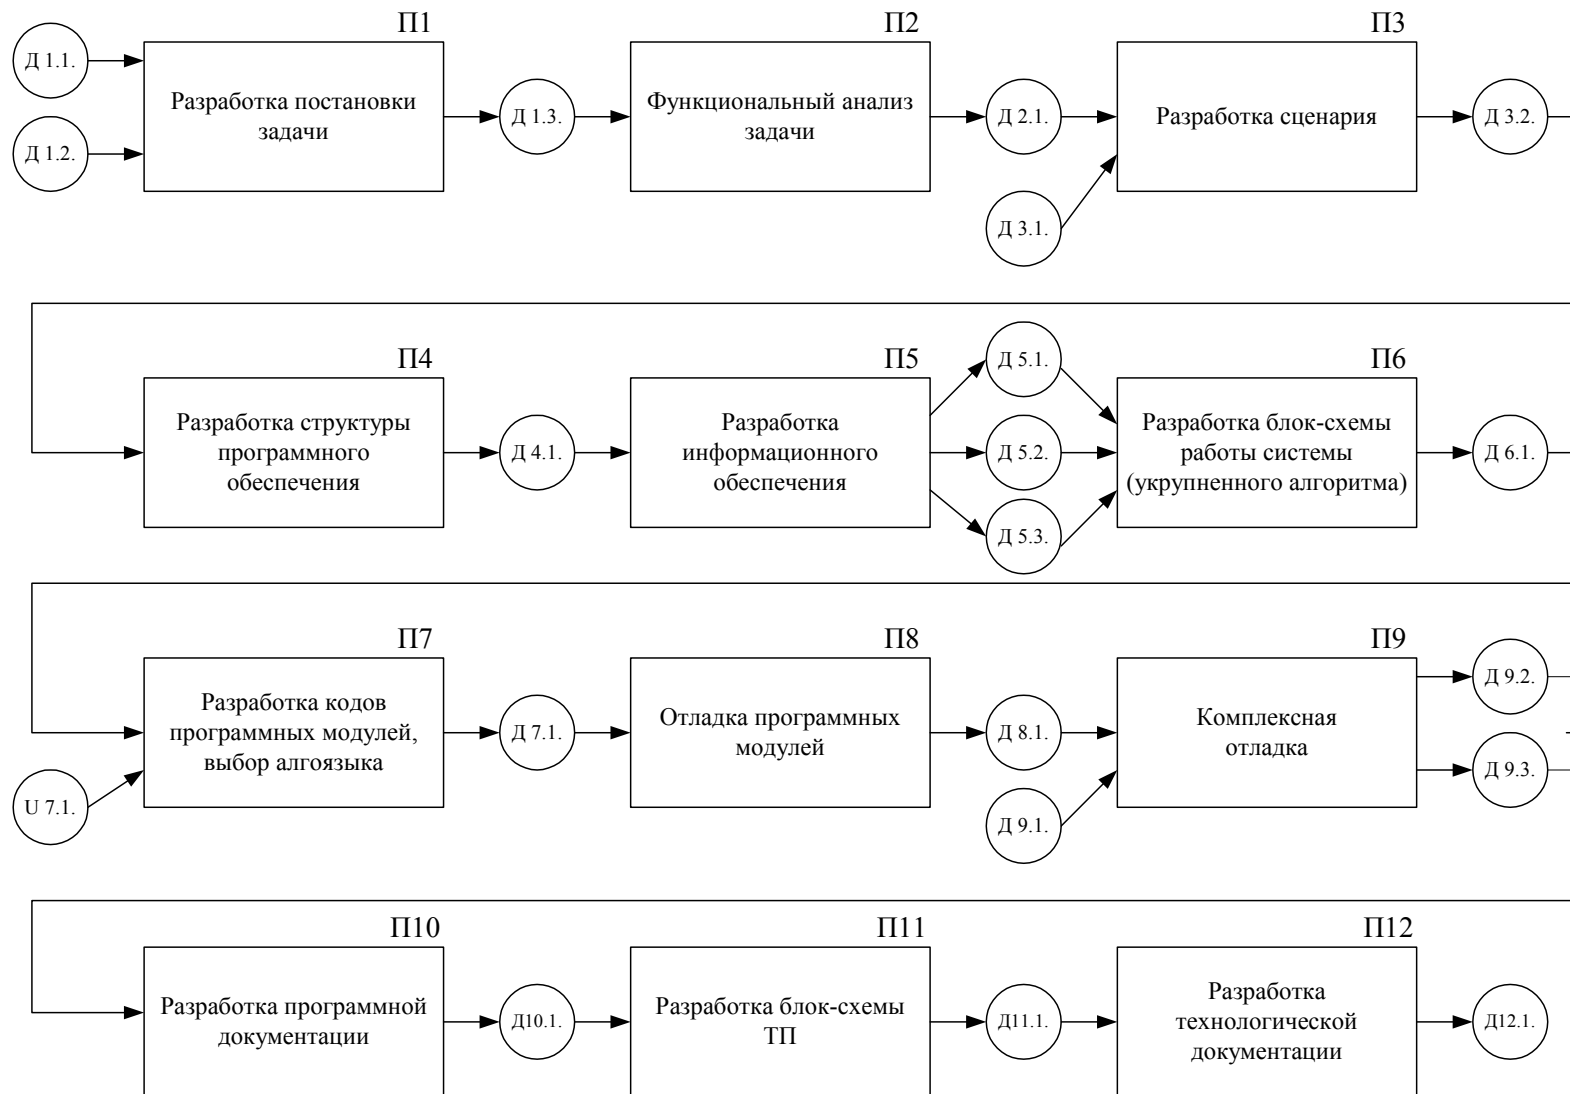 П1
П2
П3
Д 1.1.
Д 1.2.
Разработка постановки
задачи
Д 1.3.
Функциональный анализ
задачи
Д 2.1.
Д 3.1.
Разработка сценария
Д 3.2.
П4
П5
П6
Разработка структуры
программного
обеспечения
Д 4.1.
Разработка
информационного
обеспечения
Д 5.1.
Д 5.2.
Д 5.3.
Разработка блок-схемы
работы системы
(укрупненного алгоритма)
Д 6.1.
П7
П8
П9
U 7.1.
Разработка кодов
программных модулей,
выбор алгоязыка
Д 7.1.
Отладка программных
модулей
Д 8.1.
Д 9.1.
Комплексная
отладка
Д 9.2.
Д 9.3.
П10
П11
П12
Разработка программной
документации
Д10.1.
Разработка блок-схемы
ТП
Д11.1.
Разработка
технологической
документации
Д12.1.